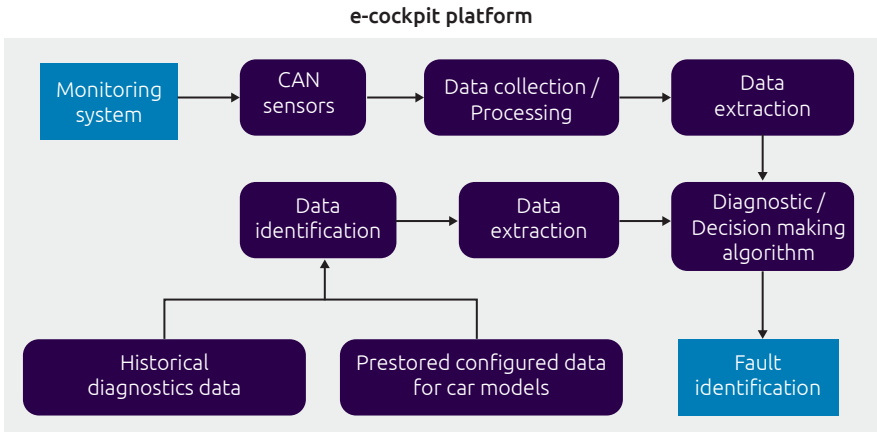 e-cockpit platform
Monitoring
system
CAN
sensors
Data collection /
Processing
Data
extraction
Data
identification
Data
extraction
Diagnostic /
Decision making
algorithm
Historical
diagnostics data
Prestored configured data
for car models
Fault
identification